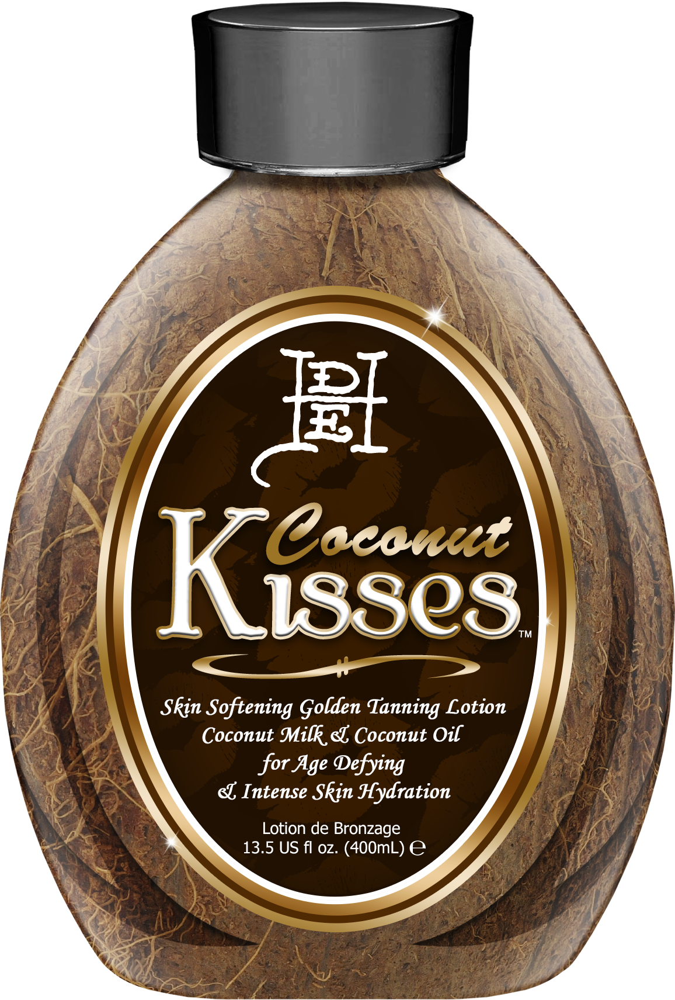 H
DE
Coconut
Kisses™
Skin Softening Golden Tanning Lotion
Coconut Milk & Coconut Oil
for Age Defying
& Intense Skin Hydration
Lotion de Bronzage
13.5 US fl oz. (400mL) ℮